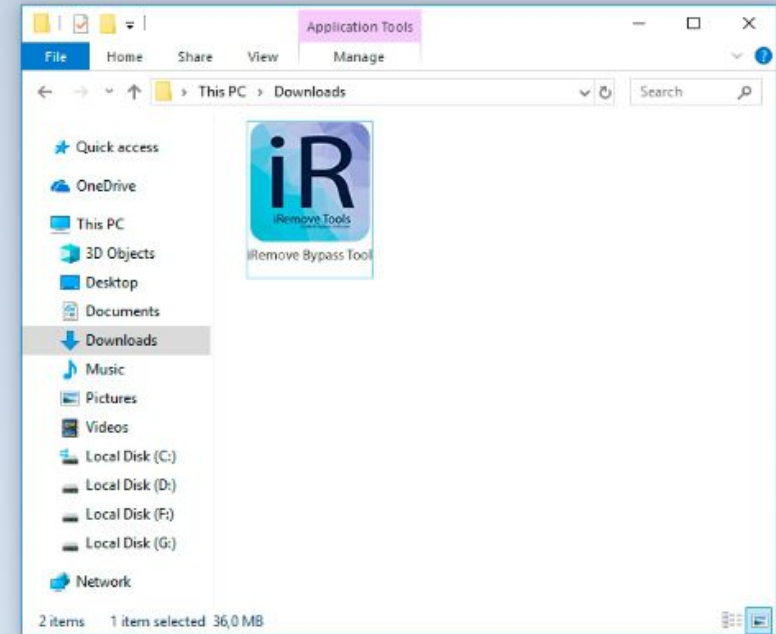 Application Tools
File Home Share View Manage
This PC > Downloads
Search
Quick access
OneDrive
This PC
3D Objects
Desktop
Documents
Downloads
Music
Pictures
Videos
Local Disk (C:)
Local Disk (D:)
Local Disk (F:)
Local Disk (G:)
Network
iR
iRemove Tools
iRemove Bypass Tool
2 items 1 item selected 36,0 MB